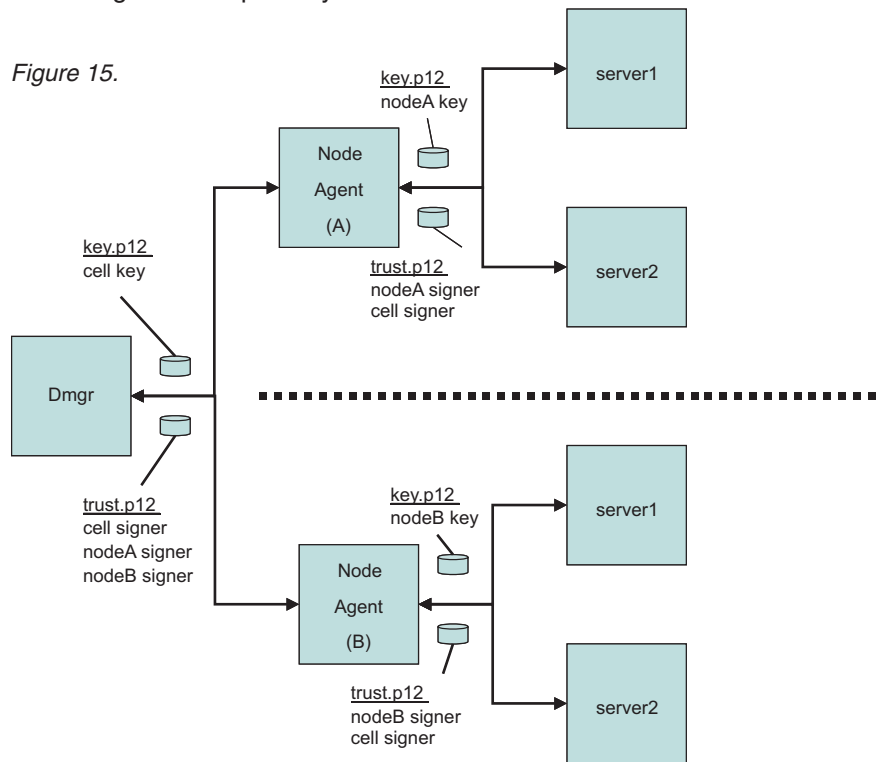 Figure 15.
key.p12
nodeA key
server1
Node
Agent
(A)
trust.p12
nodeA signer
cell signer
server2
key.p12
cell key
Dmgr
trust.p12
cell signer
nodeA signer
nodeB signer
key.p12
nodeB key
server1
Node
Agent
(B)
trust.p12
nodeB signer
cell signer
server2